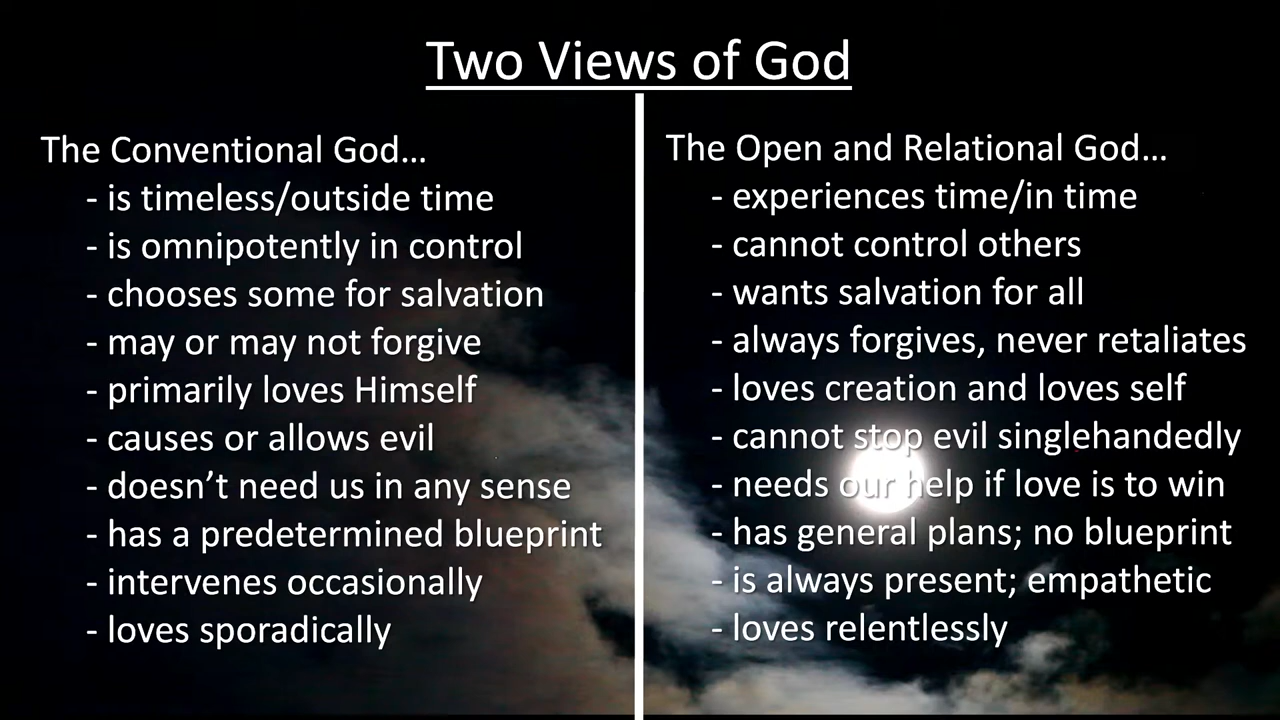 Two Views of God
The Conventional God…
- is timeless/outside time
- is omnipotently in control
- chooses some for salvation
- may or may not forgive
- primarily loves Himself
- causes or allows evil
- doesn’t need us in any sense
- has a predetermined blueprint
- intervenes occasionally
- loves sporadically
The Open and Relational God…
- experiences time/in time
- cannot control others
- wants salvation for all
- always forgives, never retaliates
- loves creation and loves self
- cannot stop evil singlehandedly
- needs our help if love is to win
- has general plans; no blueprint
- is always present; empathetic
- loves relentlessly